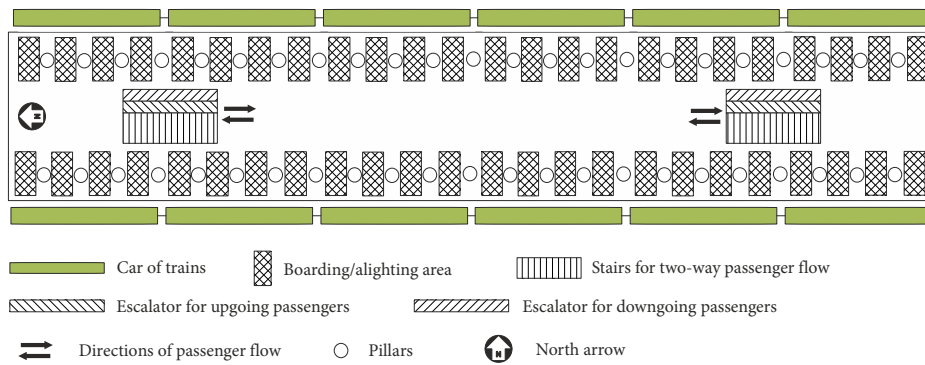 N
Car of trains
Boarding/alighting area
Stairs for two-way passenger flow
Escalator for upgoing passengers
Escalator for downgoing passengers
Directions of passenger flow
Pillars
N
North arrow